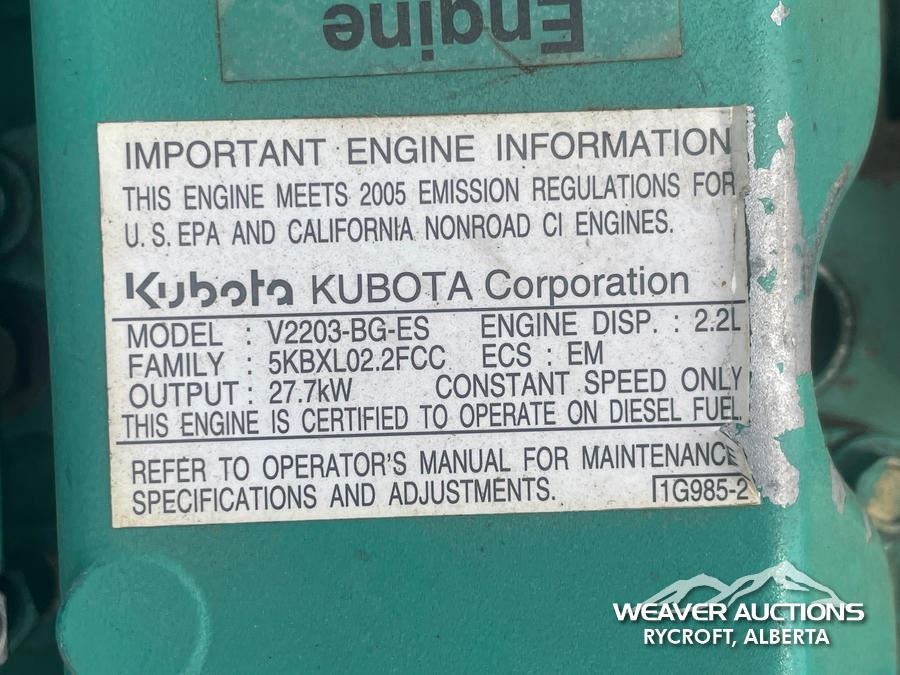 Engine
IMPORTANT ENGINE INFORMATION
THIS ENGINE MEETS 2005 EMISSION REGULATIONS FOR
U.S. EPA AND CALIFORNIA NONROAD CI ENGINES.
Kubota KUBOTA Corporation
MODEL : V2203-BG-ES ENGINE DISP. : 2.2L
FAMILY : 5KBXL02.2FCC ECS : EM
OUTPUT : 27.7kW CONSTANT SPEED ONLY
THIS ENGINE IS CERTIFIED TO OPERATE ON DIESEL FUEL.
REFER TO OPERATOR'S MANUAL FOR MAINTENANCE
SPECIFICATIONS AND ADJUSTMENTS. 1G985-2
WEAVER AUCTIONS
RYCROFT, ALBERTA